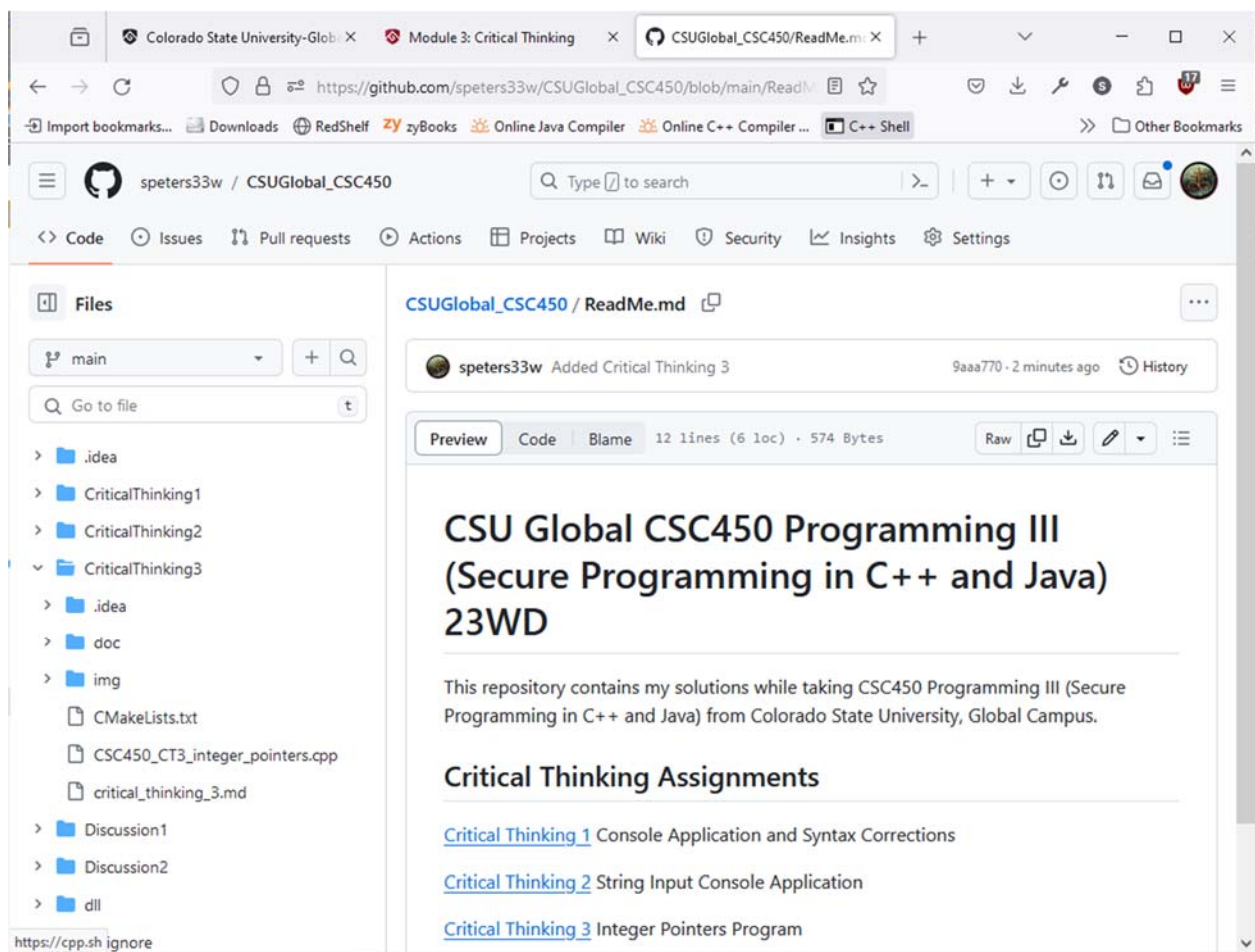 Colorado State University-Glob
Module 3: Critical Thinking
CSUGlobal_CSC450/ReadMe.m
https://github.com/speters33w/CSUGlobal_CSC450/blob/main/ReadM
S
17
Import bookmarks...
Downloads
RedShelf
zyBooks
Online Java Compiler
Online C++ Compiler ...
C++ Shell
Other Bookmarks
speters33w / CSUGlobal_CSC450
Type / to search
Code
Issues
Pull requests
Actions
Projects
Wiki
Security
Insights
Settings
Files
main
Go to file
t
.idea
CriticalThinking1
CriticalThinking2
CriticalThinking3
.idea
doc
img
CMakeLists.txt
CSC450_CT3_integer_pointers.cpp
critical_thinking_3.md
Discussion1
Discussion2
dll
https://cpp.sh
ignore
CSUGlobal_CSC450 / ReadMe.md
speters33w Added Critical Thinking 3
9aaa770 · 2 minutes ago
History
Preview
Code
Blame
12 lines (6 loc) · 574 Bytes
Raw
CSU Global CSC450 Programming III
(Secure Programming in C++ and Java)
23WD
This repository contains my solutions while taking CSC450 Programming III (Secure
Programming in C++ and Java) from Colorado State University, Global Campus.
Critical Thinking Assignments
Critical Thinking 1 Console Application and Syntax Corrections
Critical Thinking 2 String Input Console Application
Critical Thinking 3 Integer Pointers Program